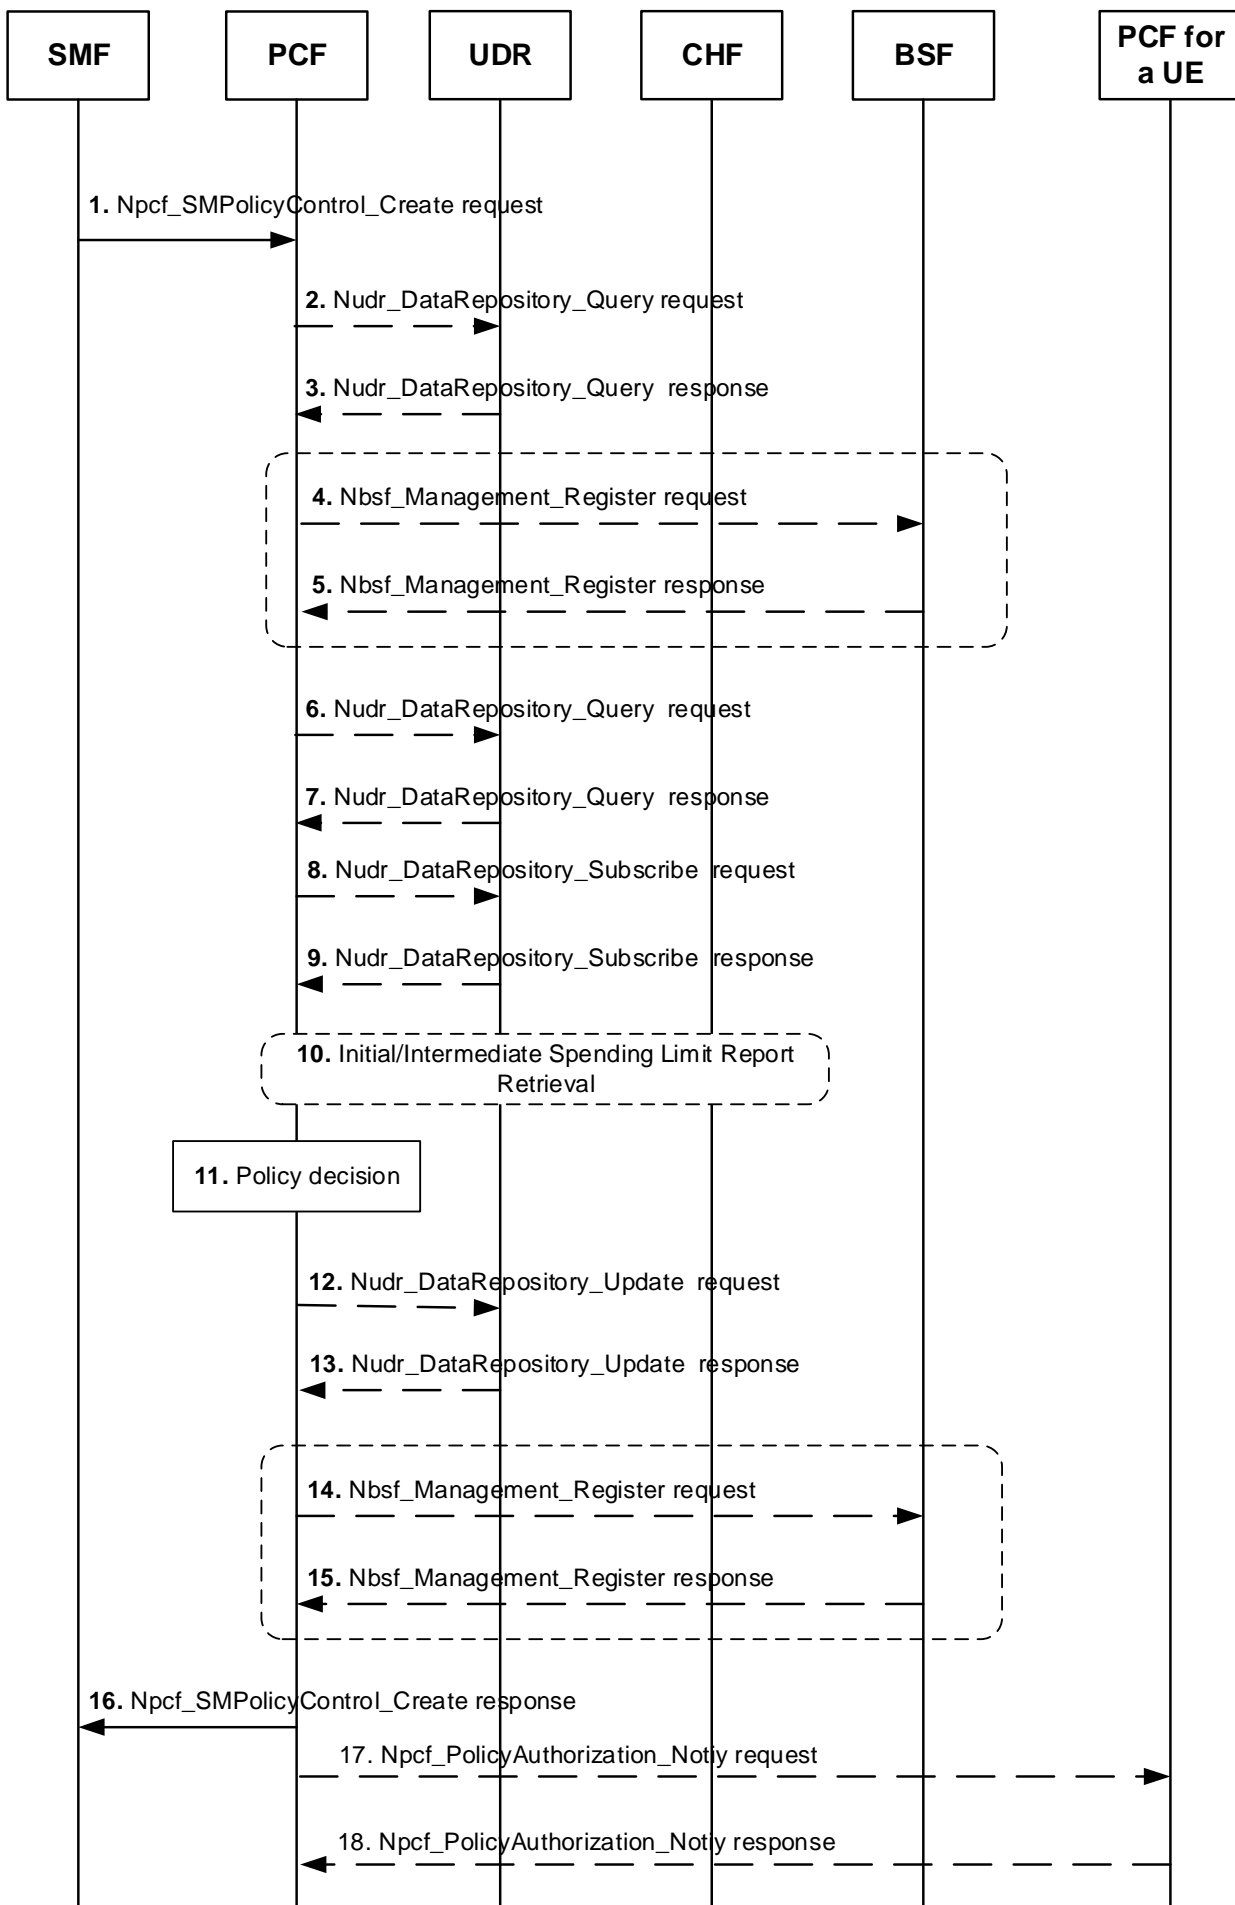 SMF
PCF
UDR
CHF
BSF
PCF for
a UE
1. Npcf_SMPolicyControl_Create request
2. Nudr_DataRepository_Query request
3. Nudr_DataRepository_Query response
4. Nbsf_Management_Register request
5. Nbsf_Management_Register response
6. Nudr_DataRepository_Query request
7. Nudr_DataRepository_Query response
8. Nudr_DataRepository_Subscribe request
9. Nudr_DataRepository_Subscribe response
10. Initial/Intermediate Spending Limit Report
Retrieval
11. Policy decision
12. Nudr_DataRepository_Update request
13. Nudr_DataRepository_Update response
14. Nbsf_Management_Register request
15. Nbsf_Management_Register response
16. Npcf_SMPolicyControl_Create response
17. Npcf_PolicyAuthorization_Notiy request
18. Npcf_PolicyAuthorization_Notiy response